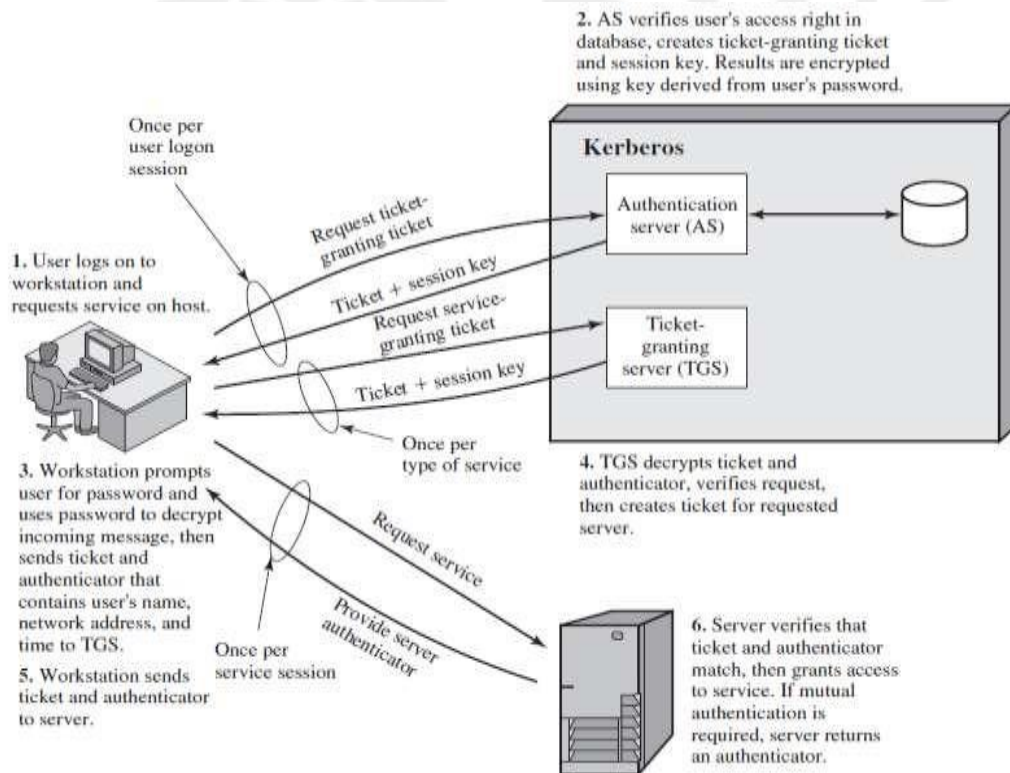 2. AS verifies user's access right in
database, creates ticket-granting ticket
and session key. Results are encrypted
using key derived from user's password.
Once per
user logon
session
Kerberos
Authentication
server (AS)
Request ticket-
granting ticket
1. User logs on to
workstation and
requests service on host.
Ticket + session key
Request service-
granting ticket
Ticket-
granting
server (TGS)
Ticket + session key
Once per
type of service
3. Workstation prompts
user for password and
uses password to decrypt
incoming message, then
sends ticket and
authenticator that
contains user's name,
network address, and
time to TGS.
4. TGS decrypts ticket and
authenticator, verifies request,
then creates ticket for requested
server.
Request service
Provide server
authenticator
Once per
service session
5. Workstation sends
ticket and authenticator
to server.
6. Server verifies that
ticket and authenticator
match, then grants access
to service. If mutual
authentication is
required, server returns
an authenticator.